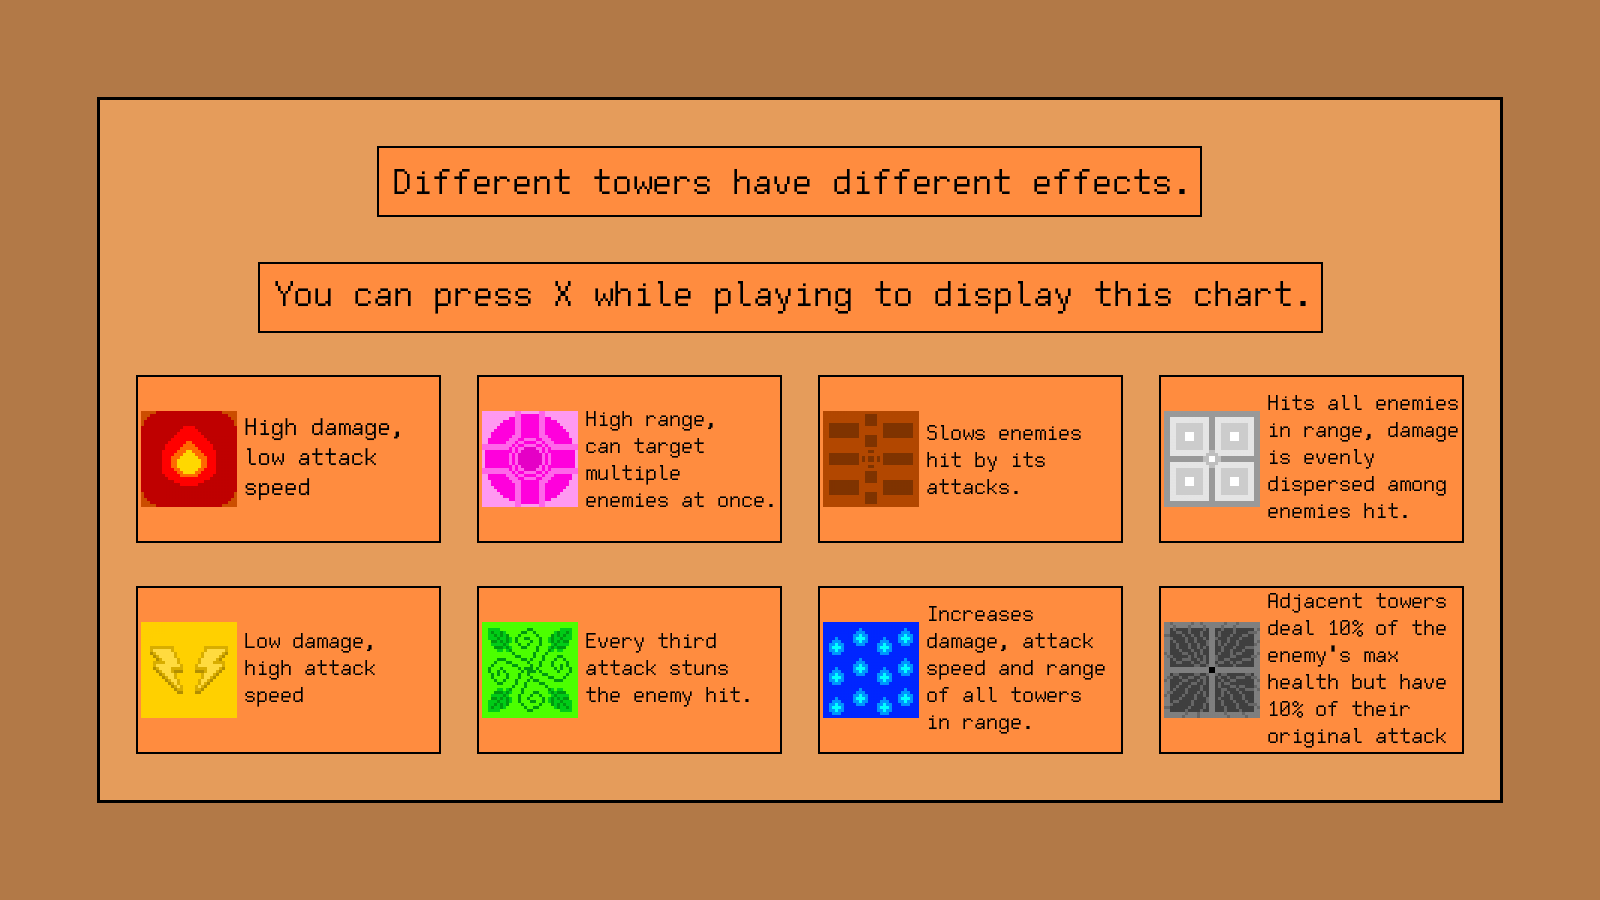 Different towers have different effects.
You can press X while playing to display this chart.
High damage,
low attack
speed
High range,
can target
multiple
enemies at once.
Slows enemies
hit by its
attacks.
Hits all enemies
in range, damage
is evenly
dispersed among
enemies hit.
Low damage,
high attack
speed
Every third
attack stuns
the enemy hit.
Increases
damage, attack
speed and range
of all towers
in range.
Adjacent towers
deal 10% of the
enemy's max
health but have
10% of their
original attack